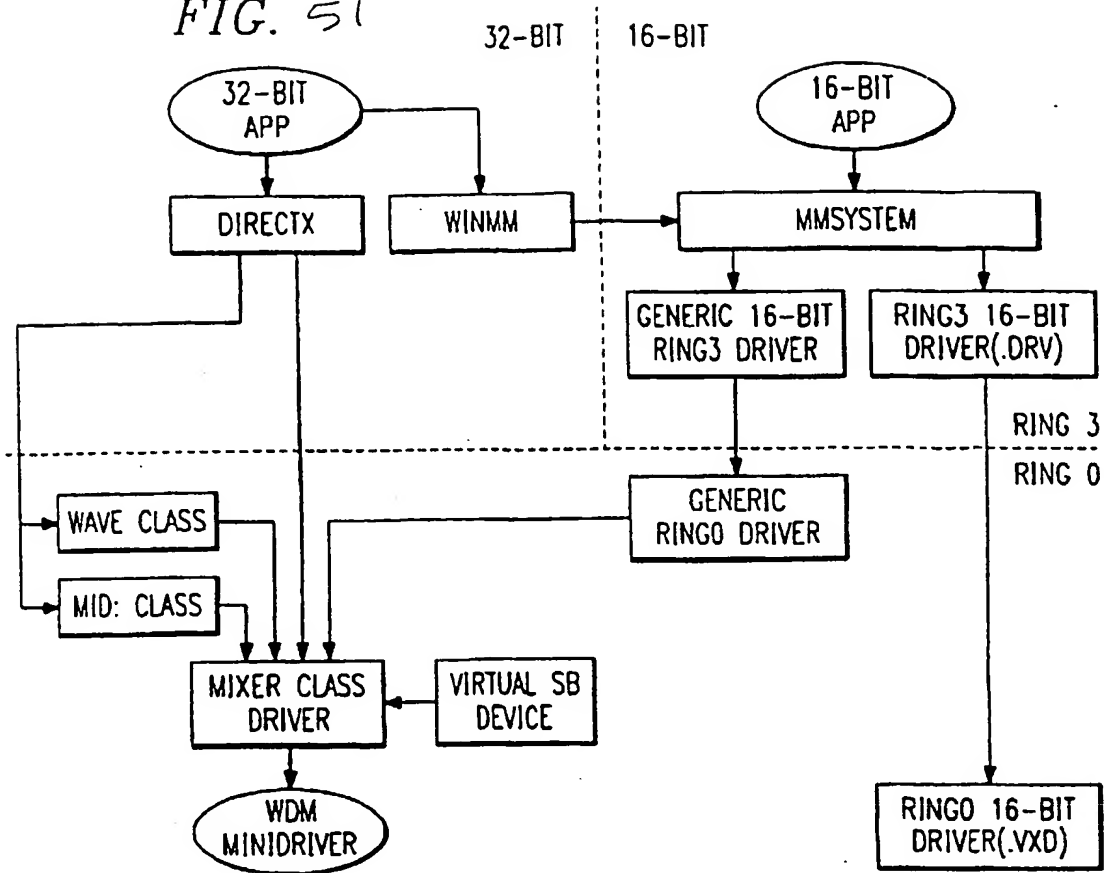 FIG. 51
32-BIT
16-BIT
32-BIT
APP
16-BIT
APP
DIRECTX
WINMM
MMSYSTEM
GENERIC 16-BIT
RING3 DRIVER
RING3 16-BIT
DRIVER(.DRV)
RING 3
RING 0
WAVE CLASS
GENERIC
RING0 DRIVER
MID: CLASS
MIXER CLASS
DRIVER
VIRTUAL SB
DEVICE
WDM
MINIDRIVER
RING0 16-BIT
DRIVER(.VXD)